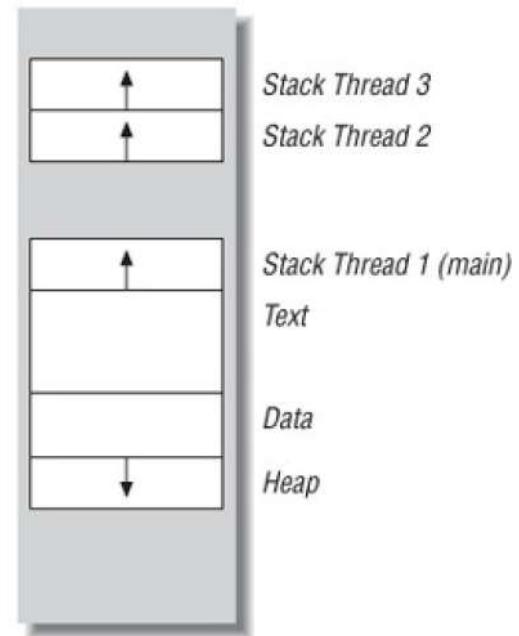 Stack Thread 3
Stack Thread 2
Stack Thread 1 (main)
Text
Data
Heap